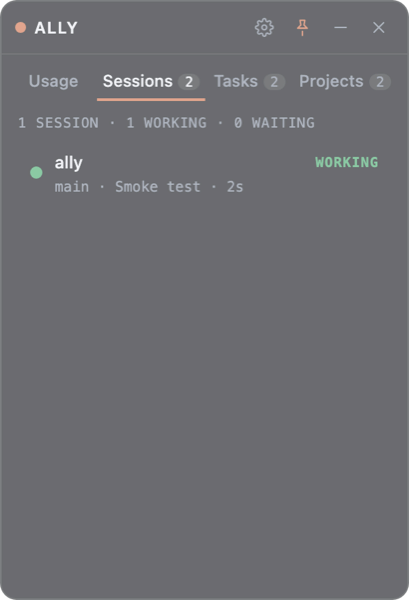 ALLY
Usage Sessions 2 Tasks 2 Projects 2
1 SESSION · 1 WORKING · 0 WAITING
ally WORKING
main · Smoke test · 2s